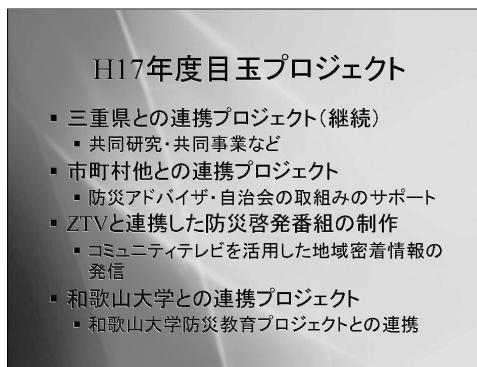 H17年度目玉プロジェクト
▪ 三重県との連携プロジェクト(継続)
▪ 共同研究・共同事業など
▪ 市町村他との連携プロジェクト
▪ 防災アドバイザ・自治会の取組みのサポート
▪ ZTVと連携した防災啓発番組の制作
▪ コミュニティテレビを活用した地域密着情報の
発信
▪ 和歌山大学との連携プロジェクト
▪ 和歌山大学防災教育プロジェクトとの連携